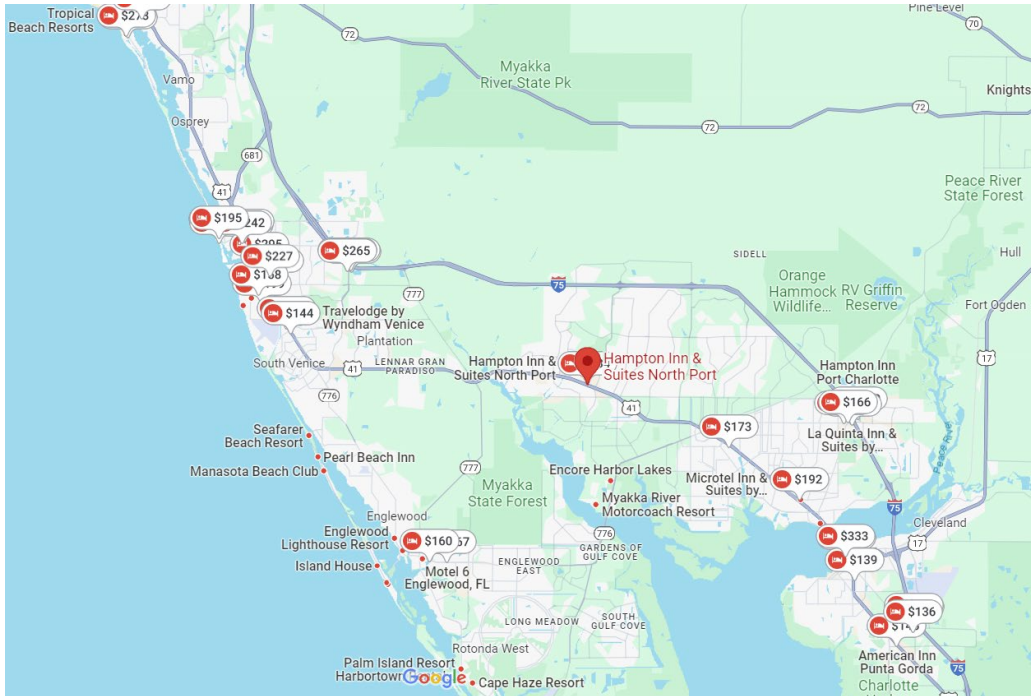 Tropical
Beach Resorts
$273
Pine Level
70
72
Myakka
River State Pk
Knights
72
72
Vamo
Osprey
681
41
Peace River
State Forest
$195
242
$227
$265
SIDELL
Hull
75
Orange
Hammock
Wildlife...
RV Griffin
Reserve
Fort Ogden
777
$144
Travelodge by
Wyndham Venice
Plantation
South Venice
LENNAR GRAN
PARADISO
41
17
Hampton Inn &
Suites North Port
Hampton Inn &
Suites North Port
Hampton Inn
Port Charlotte
776
41
$166
$173
La Quinta Inn &
Suites by...
Peace River
Seafarer
Beach Resort
Pearl Beach Inn
Manasota Beach Club
777
Encore Harbor Lakes
Microtel Inn &
Suites by...
$192
Myakka
State Forest
Myakka River
Motorcoach Resort
75
Englewood
Cleveland
Englewood
Lighthouse Resort
$160
67
776
GARDENS OF
GULF COVE
$333
17
Island House
Motel 6
Englewood, FL
ENGLEWOOD
EAST
$139
LONG MEADOW
SOUTH
GULF COVE
$136
Rotonda West
American Inn
Punta Gorda
Palm Island Resort
Harbortown
Google
Cape Haze Resort
75
Charlotte